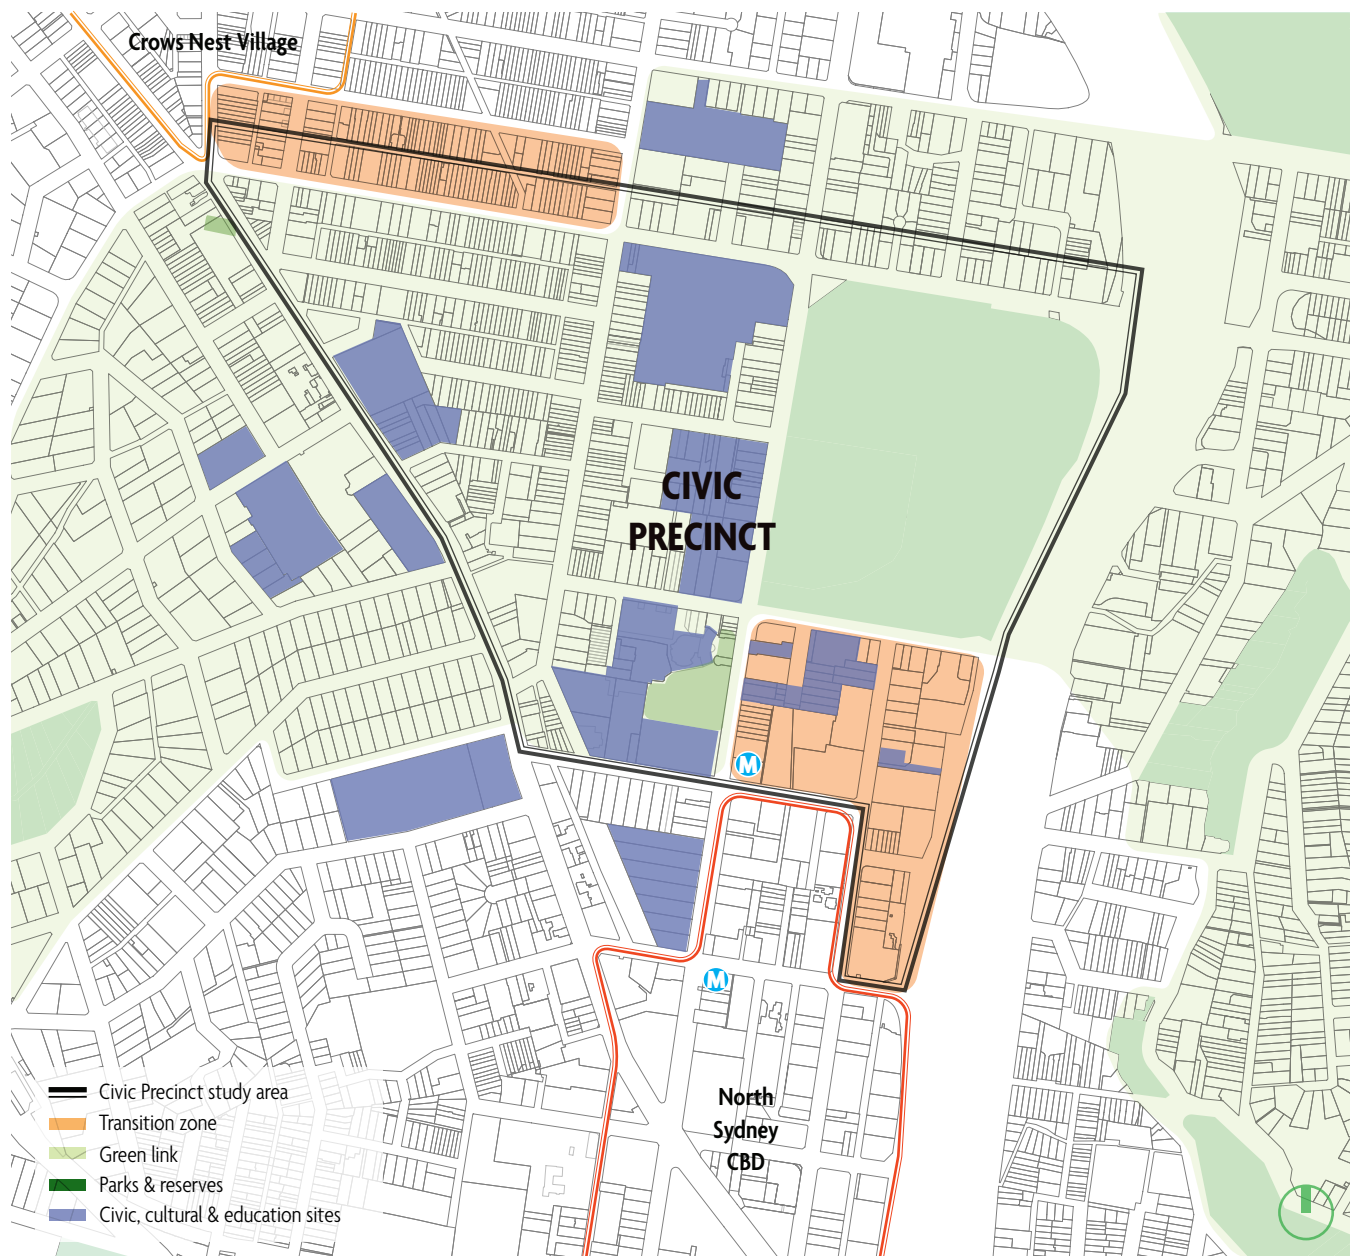 Crows Nest Village
CIVIC
PRECINCT
M
M
North
Sydney
CBD
Civic Precinct study area
Transition zone
Green link
Parks & reserves
Civic, cultural & education sites